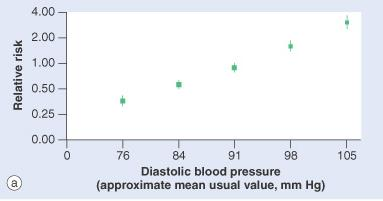 4.00
2.00
1.00
0.50
0.25
0.00
Relative risk
0 76 84 91 98 105
Diastolic blood pressure
(approximate mean usual value, mm Hg)
a